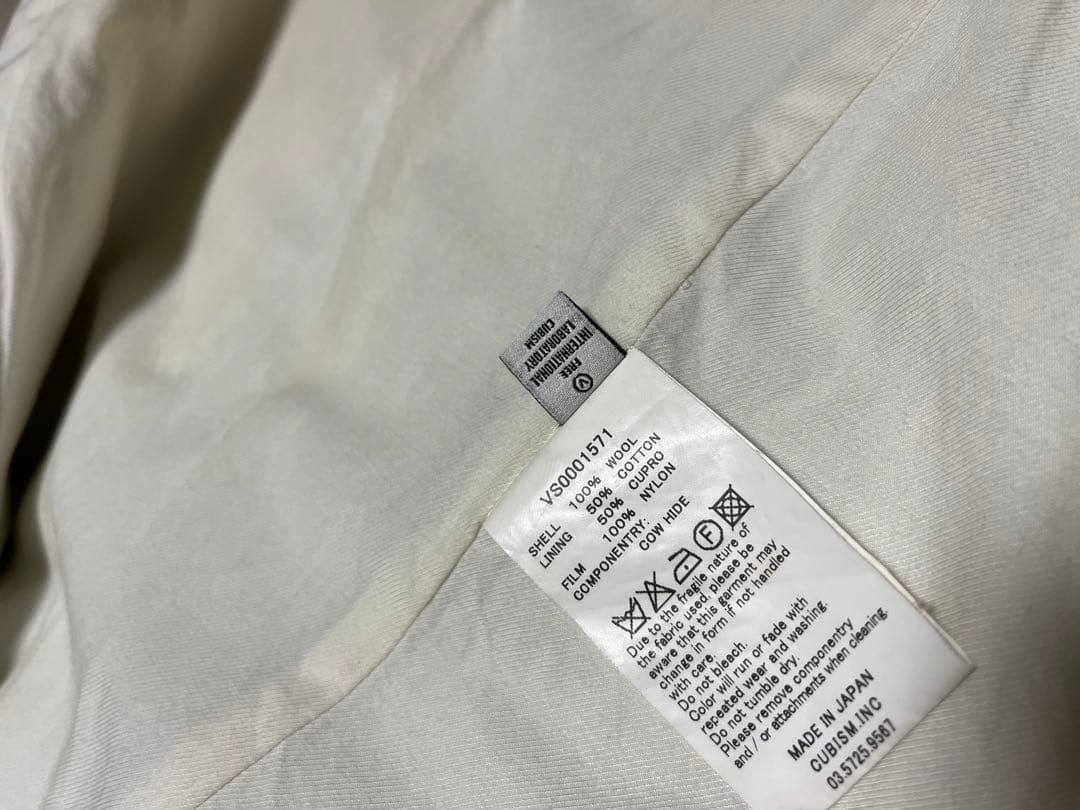 FREE
INTERNATIONAL
LABORATORY
CUBISM
VS0001571
SHELL 100% WOOL
LINING 50% COTTON
50% CUPRO
FILM 100% NYLON
COMPONENTRY:
COW HIDE
F
Due to the fragile nature of
the fabric used, please be
aware that this garment may
change in form if not handled
with care.
Do not bleach.
Color will run or fade with
repeated wear and washing.
Do not tumble dry.
Please remove componentry
and / or attachments when cleaning.
MADE IN JAPAN
CUBISM.INC
03.5725.9567